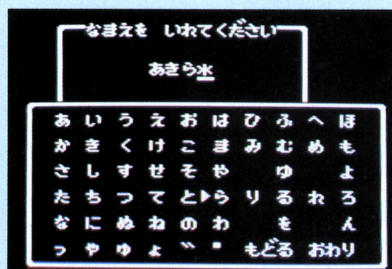 なまえを いれてください
あきら*
あ い う え お は ひ ふ へ ほ
か き く け こ ま み む め も
さ し す せ そ や ゆ よ
た ち つ て と▶ら り る れ ろ
な に ぬ ね の わ を ん
っ ゃ ゅ ょ ゛ ゜ もどる おわり